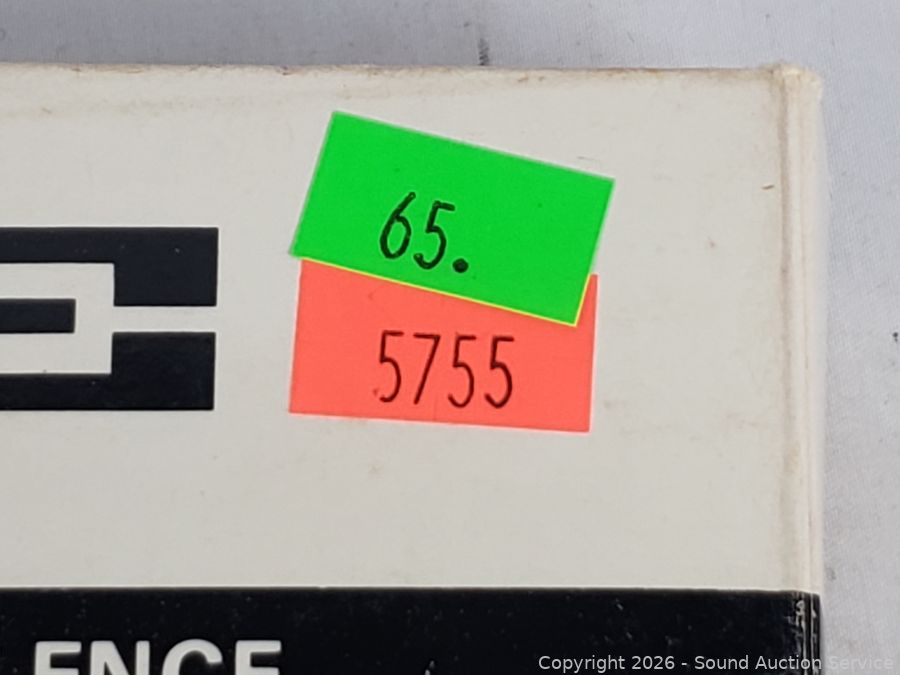 65.
5755
ENCE
Copyright 2026 - Sound Auction Service